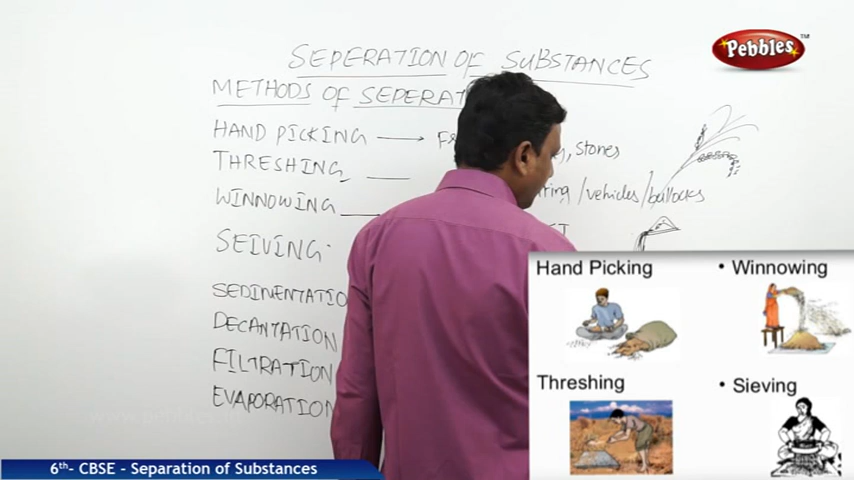 SEPERATION OF SUBSTANCES
Pebbles™
METHODS OF SEPERAT
HAND PICKING → stones
THRESHING — /vehicles/bullocks
WINNOWING —
SEIVING
SEDIMENTATIO
DECANTATION
FILTRATION
EVAPORATION
Hand Picking
• Winnowing
Threshing
• Sieving
6th- CBSE - Separation of Substances